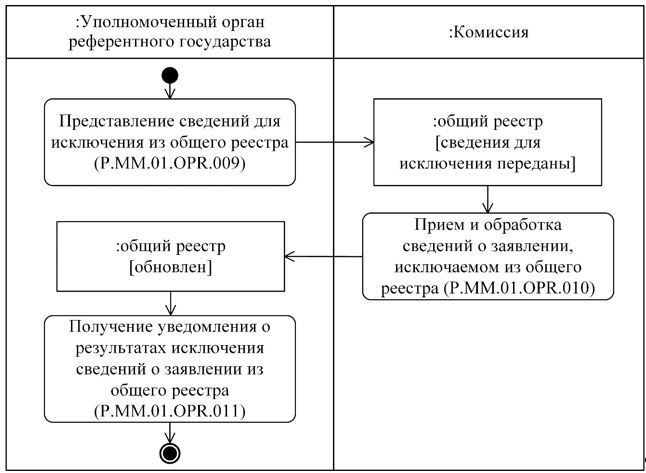 :Уполномоченный орган
референтного государства
:Комиссия
Представление сведений для
исключения из общего реестра
(P.MM.01.OPR.009)
:общий реестр
[сведения для
исключения переданы]
Прием и обработка
сведений о заявлении,
исключаемом из общего
реестра (P.MM.01.OPR.010)
:общий реестр
[обновлен]
Получение уведомления о
результатах исключения
сведений о заявлении из
общего реестра
(P.MM.01.OPR.011)